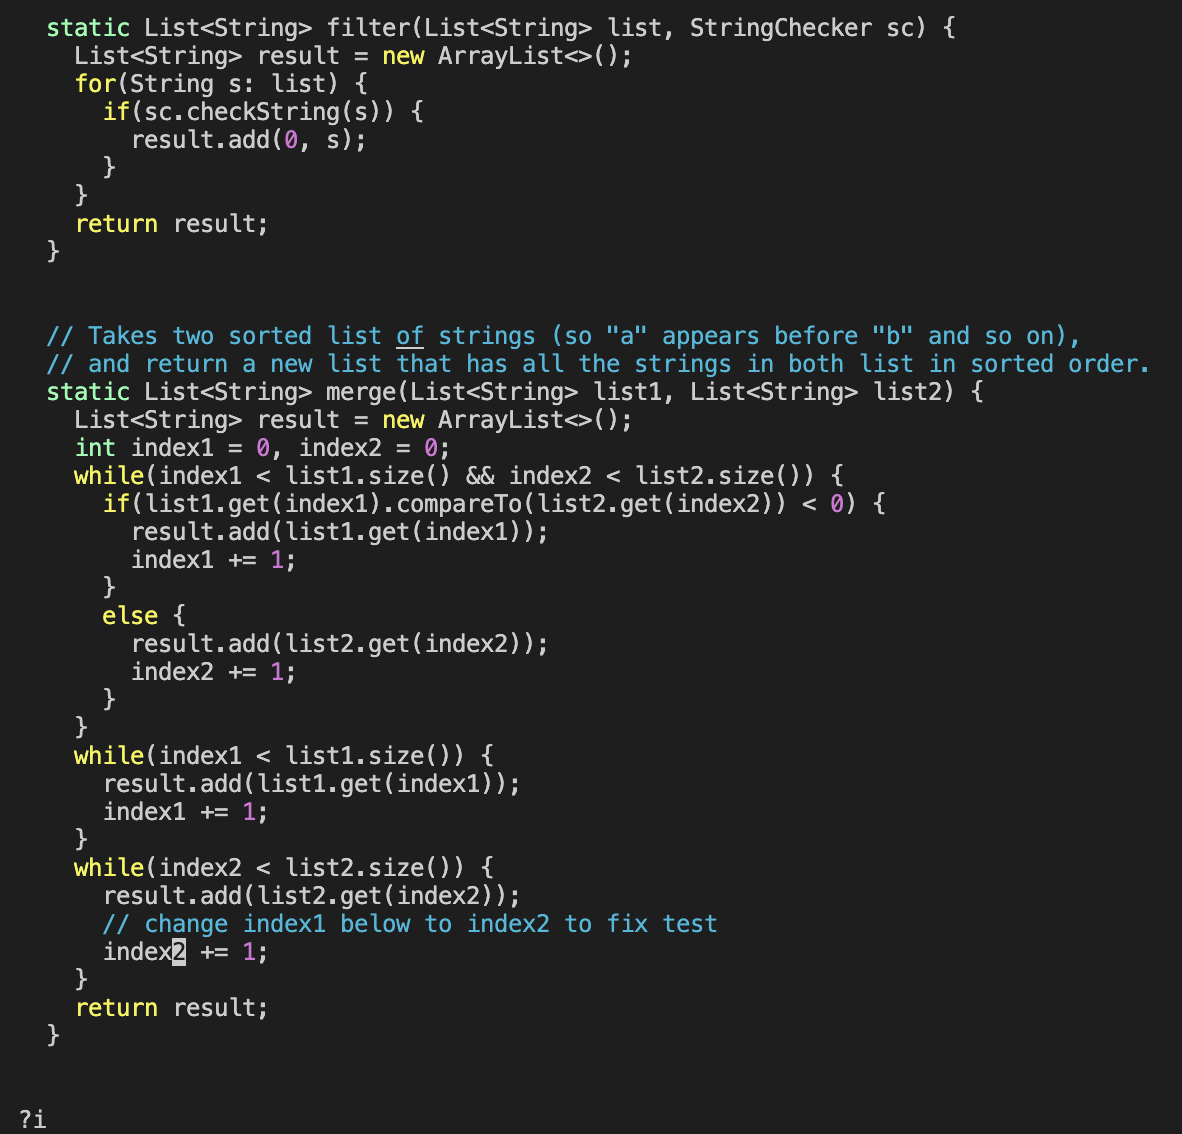 static List<String> filter(List<String> list, StringChecker sc) {
List<String> result = new ArrayList<>();
for(String s: list) {
if(sc.checkString(s)) {
result.add(0, s);
}
}
return result;
}
// Takes two sorted list of strings (so "a" appears before "b" and so on),
// and return a new list that has all the strings in both list in sorted order.
static List<String> merge(List<String> list1, List<String> list2) {
List<String> result = new ArrayList<>();
int index1 = 0, index2 = 0;
while(index1 < list1.size() && index2 < list2.size()) {
if(list1.get(index1).compareTo(list2.get(index2)) < 0) {
result.add(list1.get(index1));
index1 += 1;
}
else {
result.add(list2.get(index2));
index2 += 1;
}
}
while(index1 < list1.size()) {
result.add(list1.get(index1));
index1 += 1;
}
while(index2 < list2.size()) {
result.add(list2.get(index2));
// change index1 below to index2 to fix test
index2 += 1;
}
return result;
}
?i